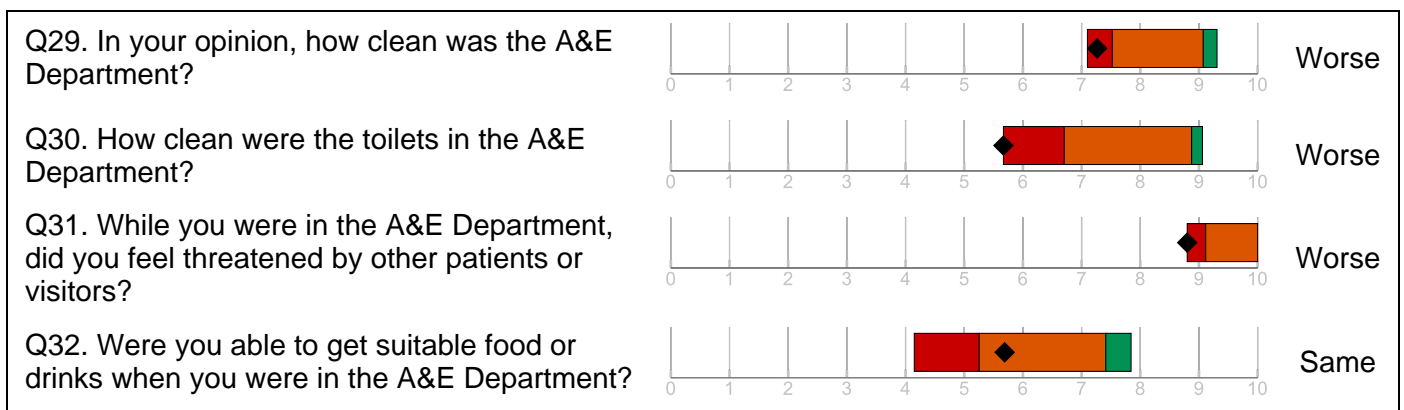 Q29. In your opinion, how clean was the A&E
Department?
Worse
0 1 2 3 4 5 6 7 8 9 10
Q30. How clean were the toilets in the A&E
Department?
Worse
0 1 2 3 4 5 6 7 8 9 10
Q31. While you were in the A&E Department,
did you feel threatened by other patients or
visitors?
Worse
0 1 2 3 4 5 6 7 8 9 10
Q32. Were you able to get suitable food or
drinks when you were in the A&E Department?
Same
0 1 2 3 4 5 6 7 8 9 10